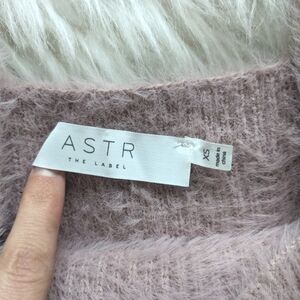 ASTR
THE LABEL
XS
made in
china